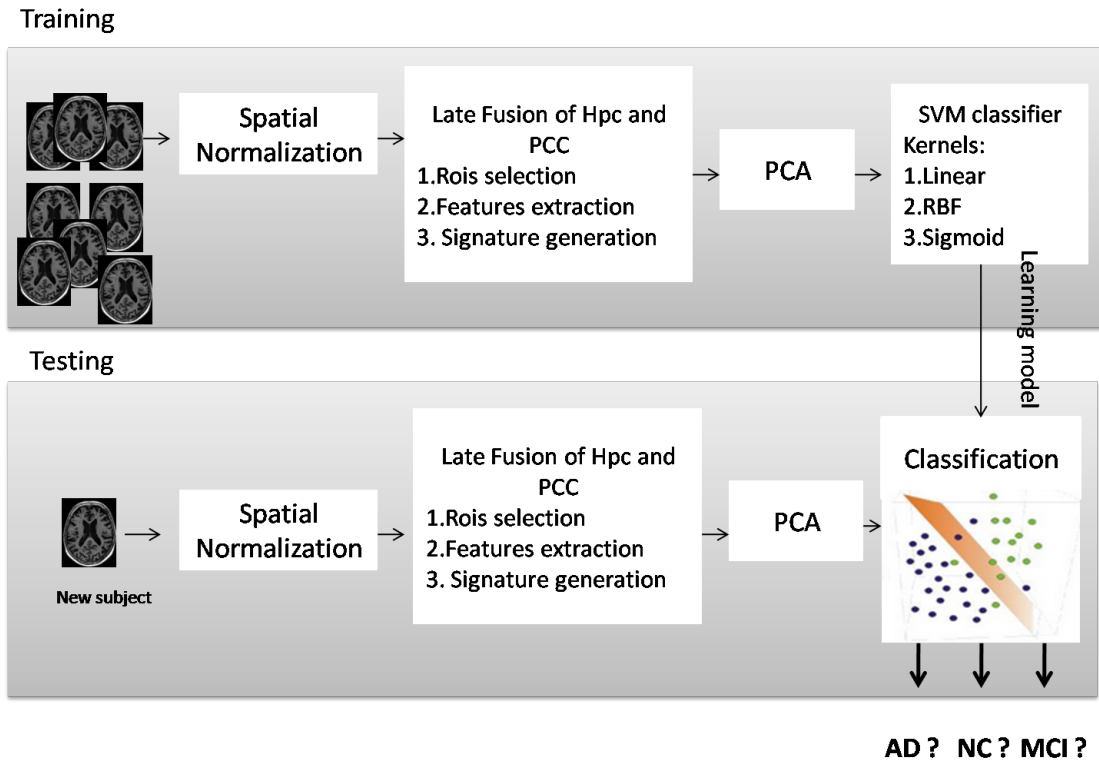 Training
Spatial
Normalization
Late Fusion of Hpc and
PCC
1.Rois selection
2.Features extraction
3. Signature generation
PCA
SVM classifier
Kernels:
1.Linear
2.RBF
3.Sigmoid
Learning model
Testing
New subject
Spatial
Normalization
Late Fusion of Hpc and
PCC
1.Rois selection
2.Features extraction
3. Signature generation
PCA
Classification
AD ? NC ? MCI ?